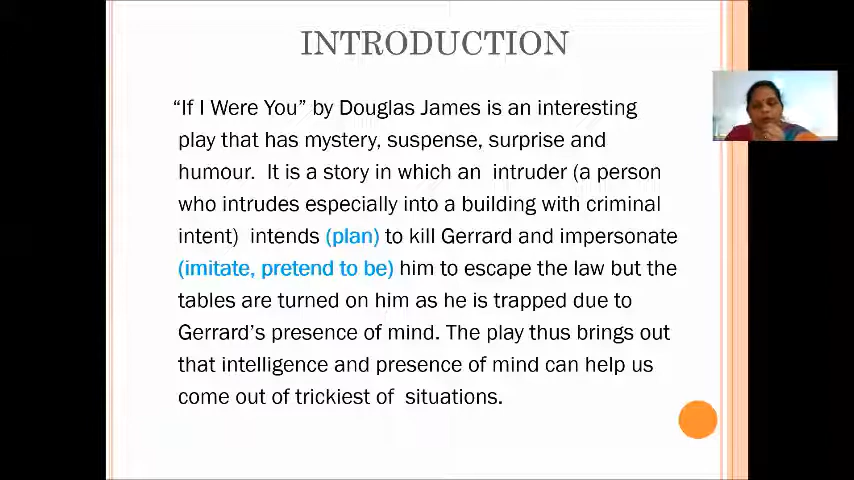 INTRODUCTION
“If I Were You” by Douglas James is an interesting
play that has mystery, suspense, surprise and
humour. It is a story in which an intruder (a person
who intrudes especially into a building with criminal
intent) intends (plan) to kill Gerrard and impersonate
(imitate, pretend to be) him to escape the law but the
tables are turned on him as he is trapped due to
Gerrard’s presence of mind. The play thus brings out
that intelligence and presence of mind can help us
come out of trickiest of situations.